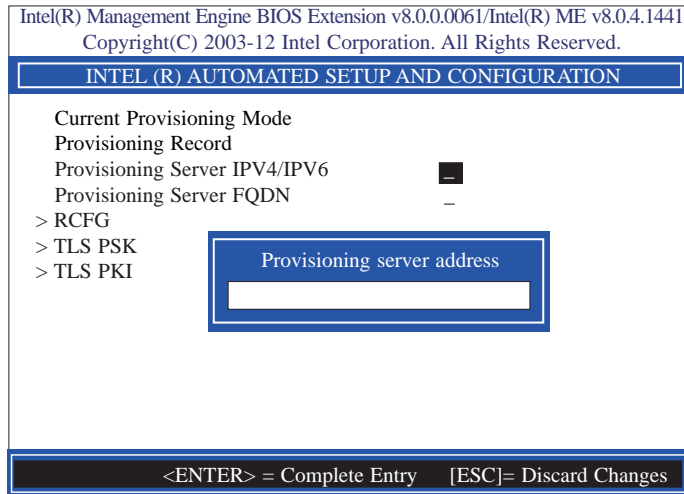 Intel(R) Management Engine BIOS Extension v8.0.0.0061/Intel(R) ME v8.0.4.1441
Copyright(C) 2003-12 Intel Corporation. All Rights Reserved.
INTEL (R) AUTOMATED SETUP AND CONFIGURATION
Current Provisioning Mode
Provisioning Record
Provisioning Server IPV4/IPV6 _
Provisioning Server FQDN _
> RCFG
> TLS PSK
> TLS PKI
Provisioning server address
<ENTER> = Complete Entry [ESC]= Discard Changes